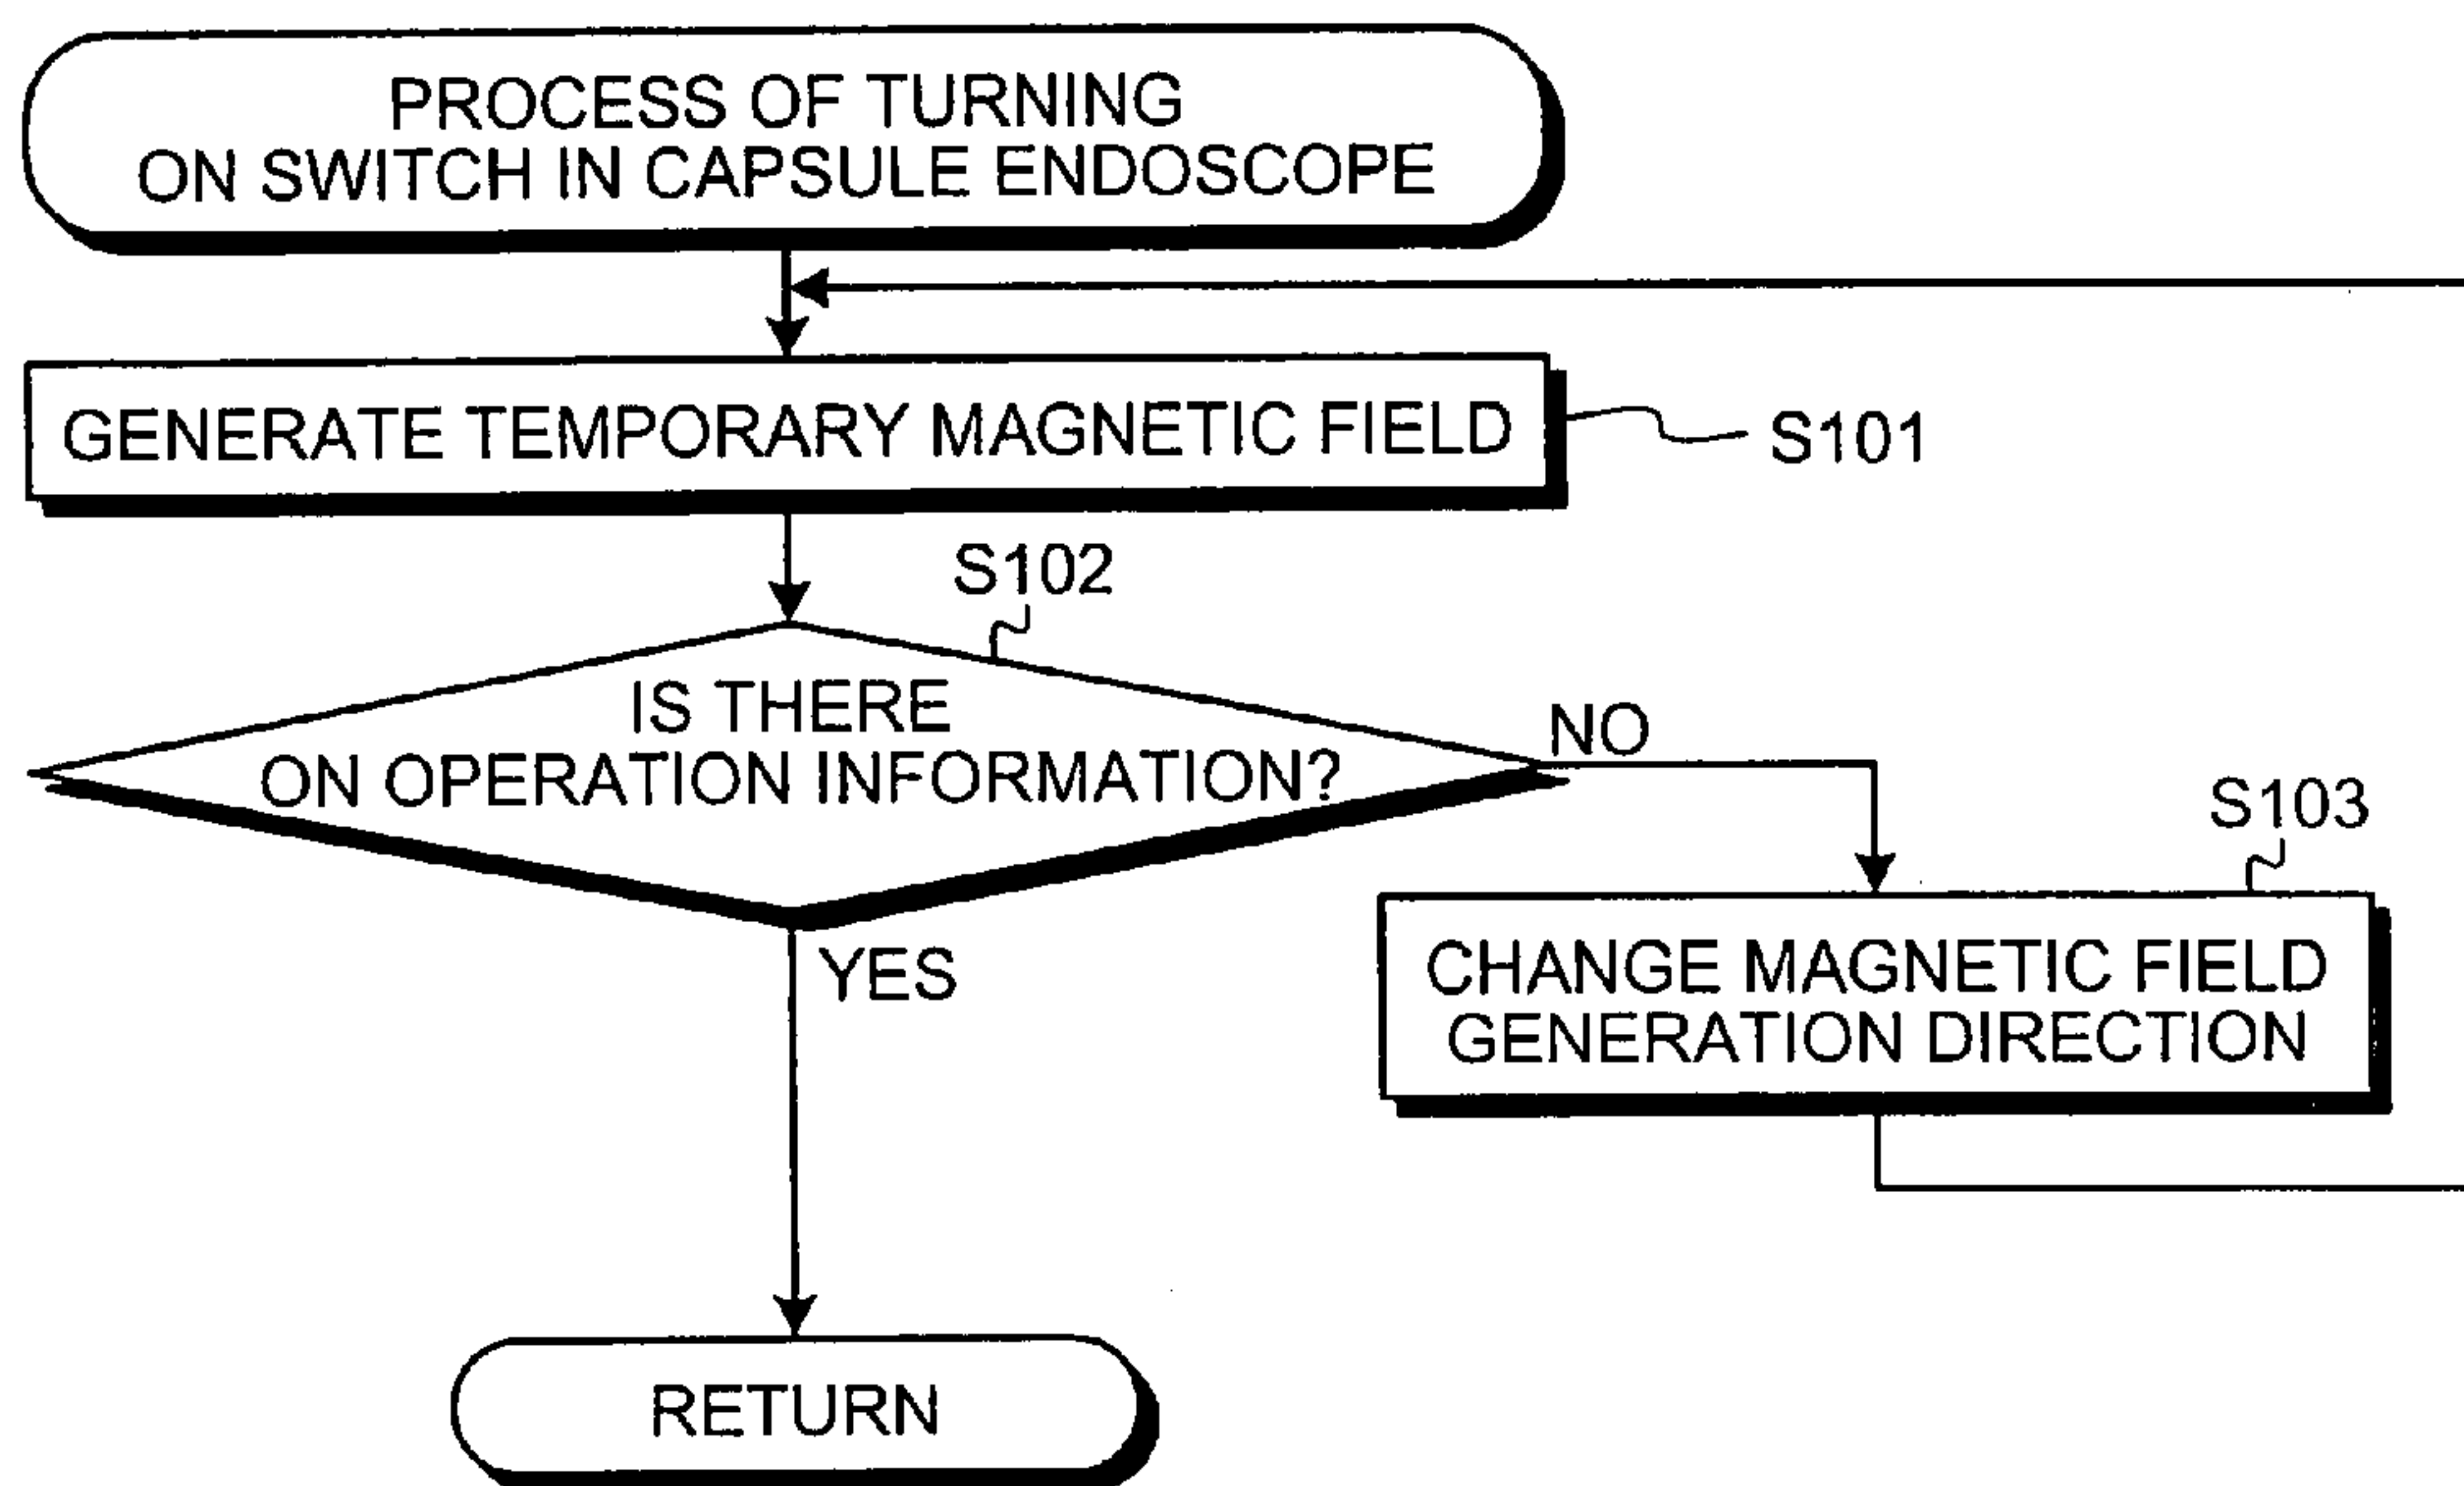 PROCESS OF TURNING
ON SWITCH IN CAPSULE ENDOSCOPE
GENERATE TEMPORARY MAGNETIC FIELD
S101
S102
IS THERE
ON OPERATION INFORMATION?
NO
S103
CHANGE MAGNETIC FIELD
GENERATION DIRECTION
YES
RETURN